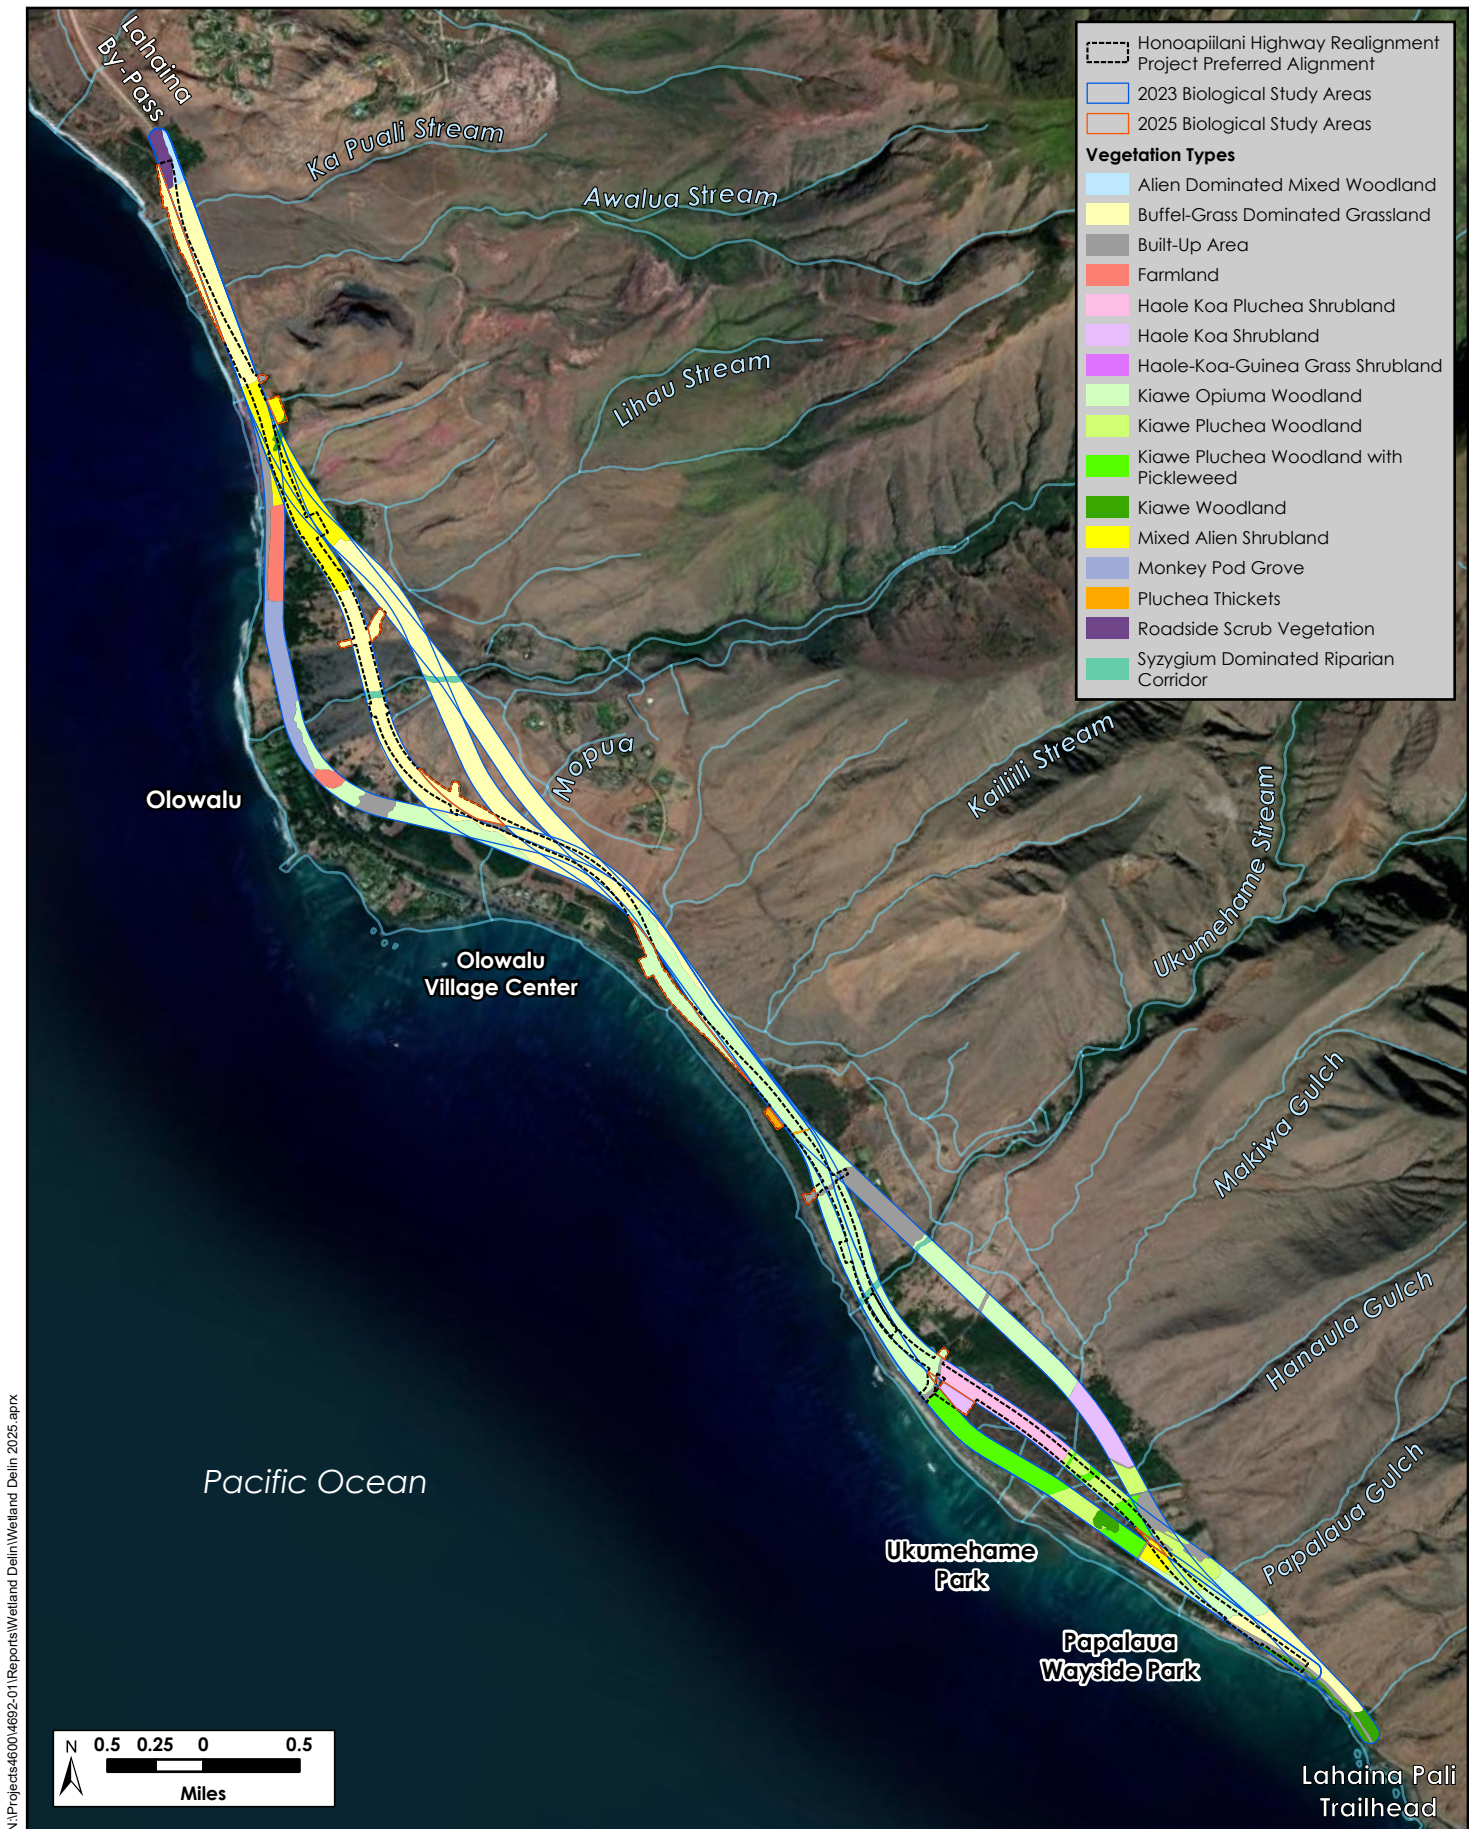 Lahaina
By-Pass
Honoapiilani Highway Realignment
Project Preferred Alignment
2023 Biological Study Areas
2025 Biological Study Areas
Vegetation Types
Alien Dominated Mixed Woodland
Buffel-Grass Dominated Grassland
Built-Up Area
Farmland
Haole Koa Pluchea Shrubland
Haole Koa Shrubland
Haole-Koa-Guinea Grass Shrubland
Kiawe Opiuma Woodland
Kiawe Pluchea Woodland
Kiawe Pluchea Woodland with
Pickleweed
Kiawe Woodland
Mixed Alien Shrubland
Monkey Pod Grove
Pluchea Thickets
Roadside Scrub Vegetation
Syzygium Dominated Riparian
Corridor
Ka Puali Stream
Awalua Stream
Lihau Stream
Mopua
Kailiili Stream
Ukumehame Stream
Olowalu
Olowalu
Village Center
Makiwa Gulch
Hanaula Gulch
Papalaua Gulch
Pacific Ocean
Ukumehame
Park
Papalaua
Wayside Park
Lahaina Pali
Trailhead
N
0.5 0.25 0 0.5
Miles
N:\Projects4600\4692-01\Reports\Wetland Delin\Wetland Delin 2025.aprx